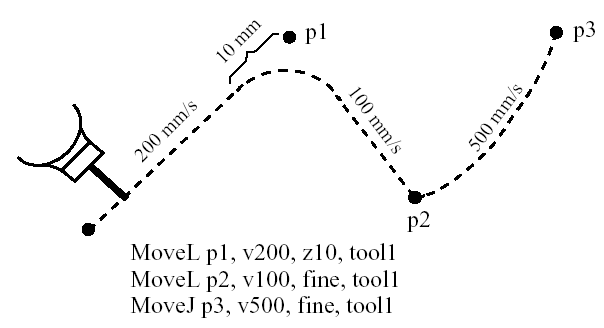 10 mm
p1
p3
200 mm/s
100 mm/s
500 mm/s
p2
MoveL p1, v200, z10, tool1
MoveL p2, v100, fine, tool1
MoveJ p3, v500, fine, tool1